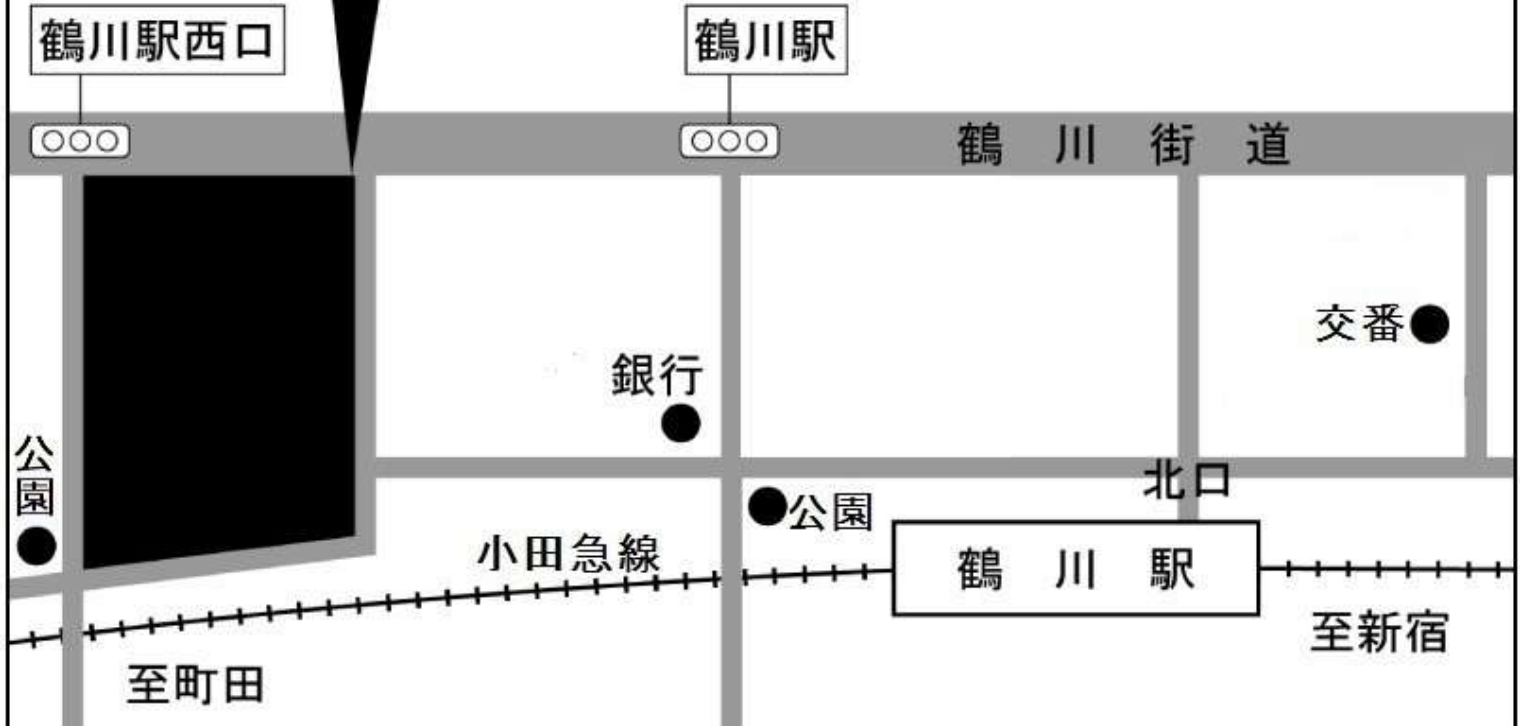 鶴川駅西口
鶴川駅
鶴川街道
交番
銀行
公園
北口
公園
小田急線
鶴川駅
至新宿
至町田